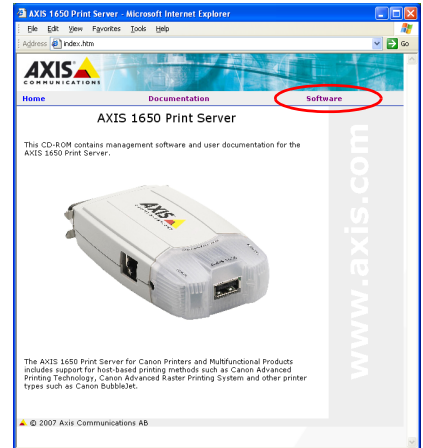 AXIS 1650 Print Server - Microsoft Internet Explorer
File Edit View Favorites Tools Help
Address index.htm Go
AXIS
COMMUNICATIONS
Home Documentation Software
AXIS 1650 Print Server
This CD-ROM contains management software and user documentation for the
AXIS 1650 Print Server.
AXIS
www.axis.com
The AXIS 1650 Print Server for Canon Printers and Multifunctional Products
includes support for host-based printing methods such as Canon Advanced
Printing Technology, Canon Advanced Raster Printing System and other printer
types such as Canon BubbleJet.
© 2007 Axis Communications AB